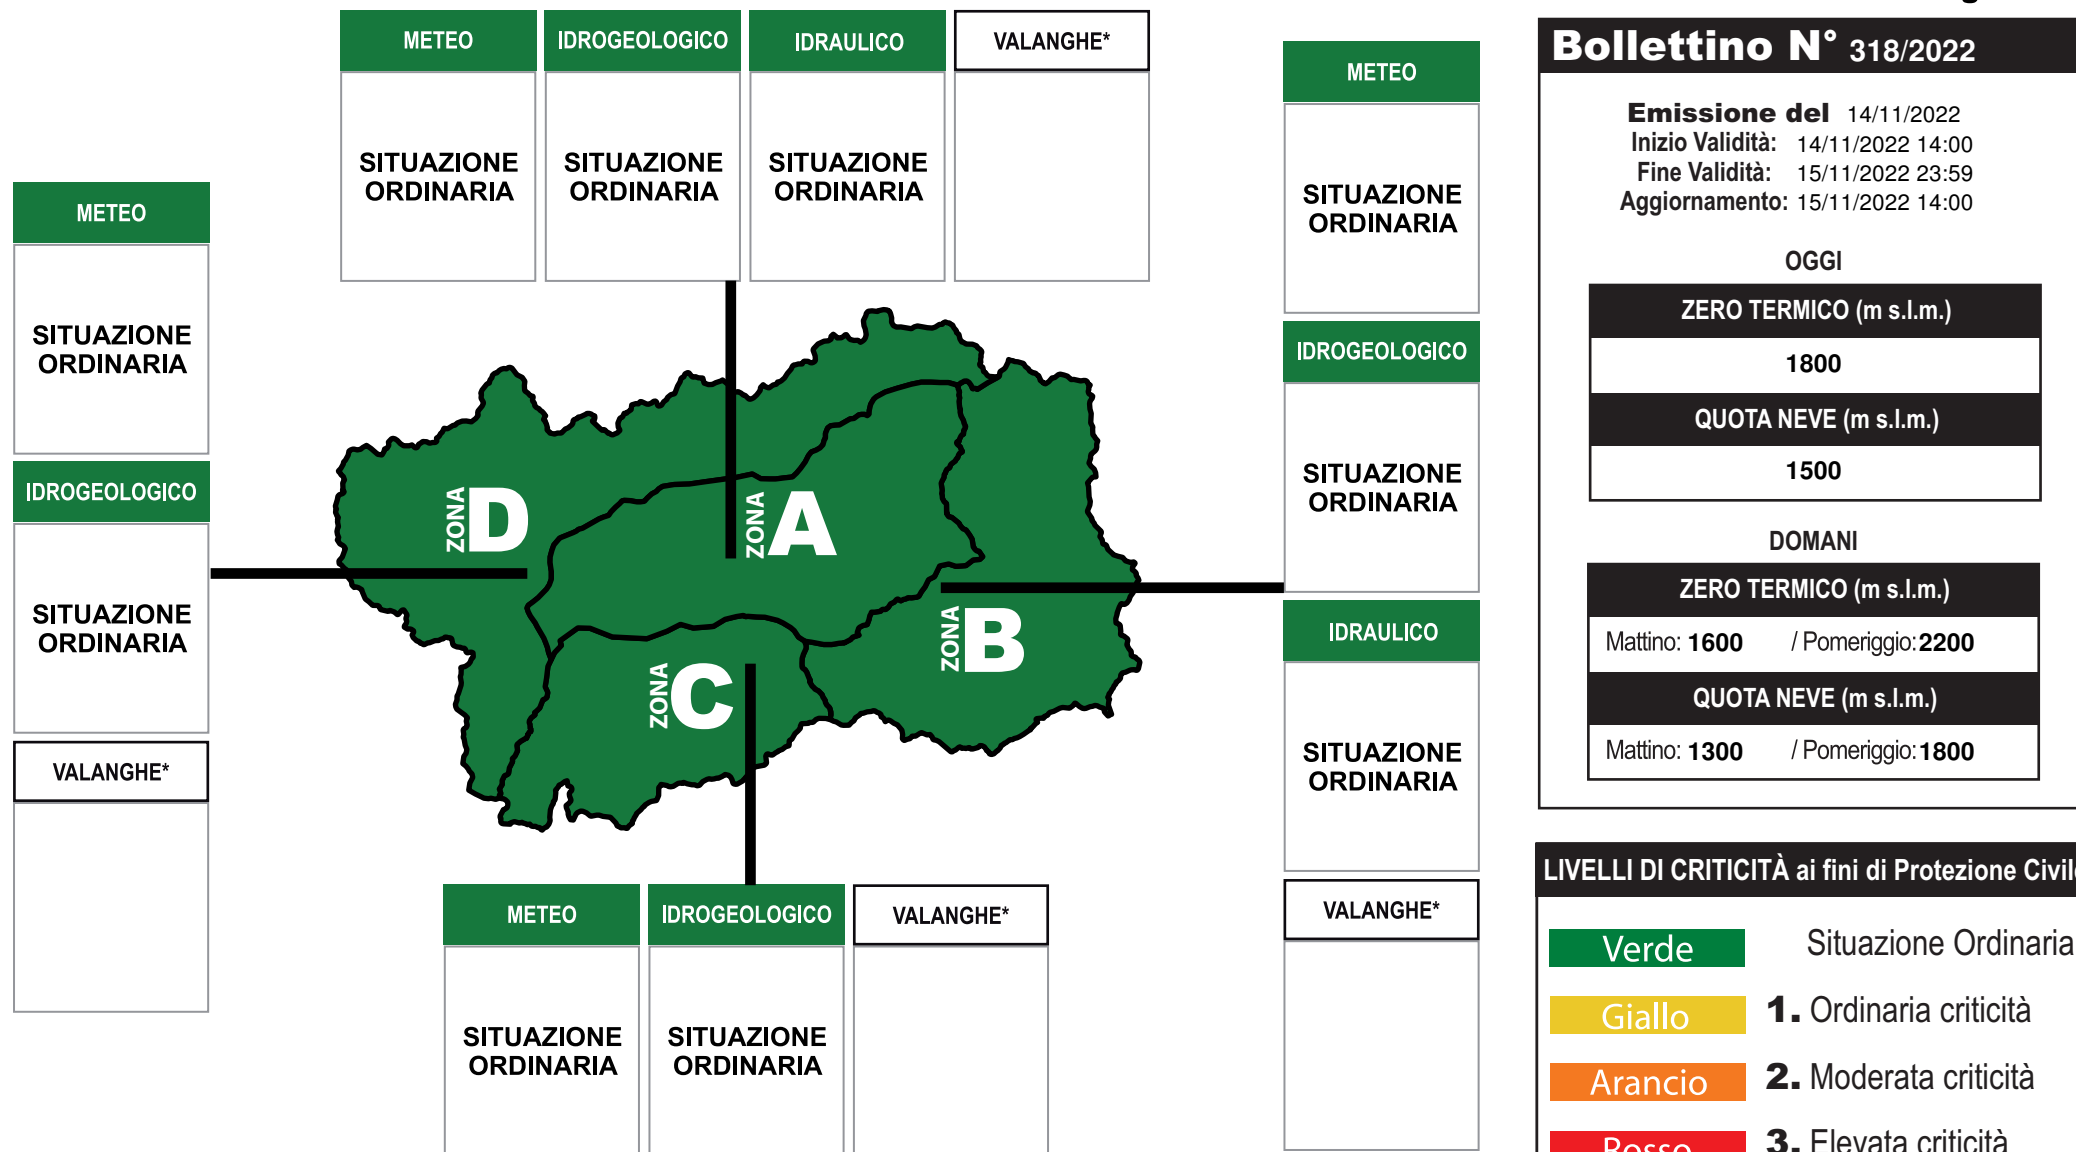 METEO IDROGEOLOGICO IDRAULICO VALANGHE*
SITUAZIONE ORDINARIA SITUAZIONE ORDINARIA SITUAZIONE ORDINARIA
METEO
SITUAZIONE
ORDINARIA
IDROGEOLOGICO
SITUAZIONE
ORDINARIA
VALANGHE*
ZONA D
ZONA A
ZONA B
ZONA C
METEO
SITUAZIONE
ORDINARIA
IDROGEOLOGICO
SITUAZIONE
ORDINARIA
IDRAULICO
SITUAZIONE
ORDINARIA
VALANGHE*
METEO IDROGEOLOGICO VALANGHE*
SITUAZIONE ORDINARIA SITUAZIONE ORDINARIA
Bollettino N° 318/2022
Emissione del 14/11/2022
Inizio Validità: 14/11/2022 14:00
Fine Validità: 15/11/2022 23:59
Aggiornamento: 15/11/2022 14:00
OGGI
ZERO TERMICO (m s.l.m.)
1800
QUOTA NEVE (m s.l.m.)
1500
DOMANI
ZERO TERMICO (m s.l.m.)
Mattino: 1600 / Pomeriggio: 2200
QUOTA NEVE (m s.l.m.)
Mattino: 1300 / Pomeriggio: 1800
LIVELLI DI CRITICITÀ ai fini di Protezione Civile
Verde Situazione Ordinaria
Giallo 1. Ordinaria criticità
Arancio 2. Moderata criticità
Rosso 3. Elevata criticità